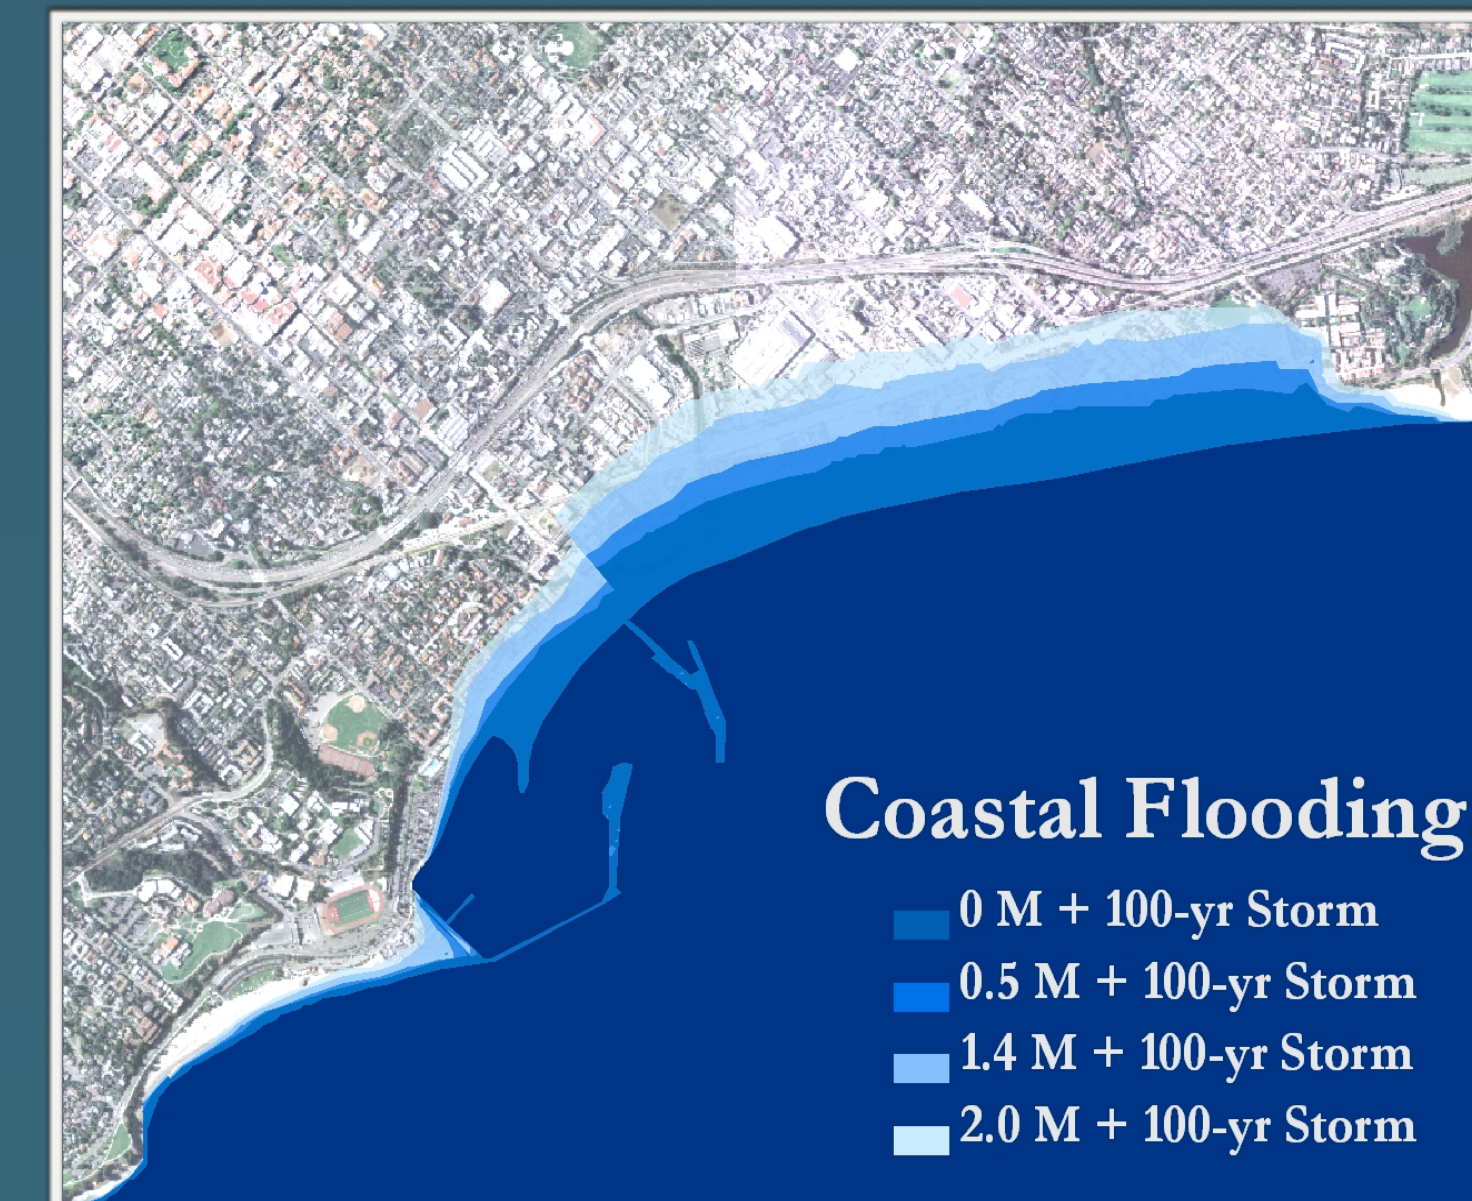 Coastal Flooding
0 M + 100-yr Storm
0.5 M + 100-yr Storm
1.4 M + 100-yr Storm
2.0 M + 100-yr Storm